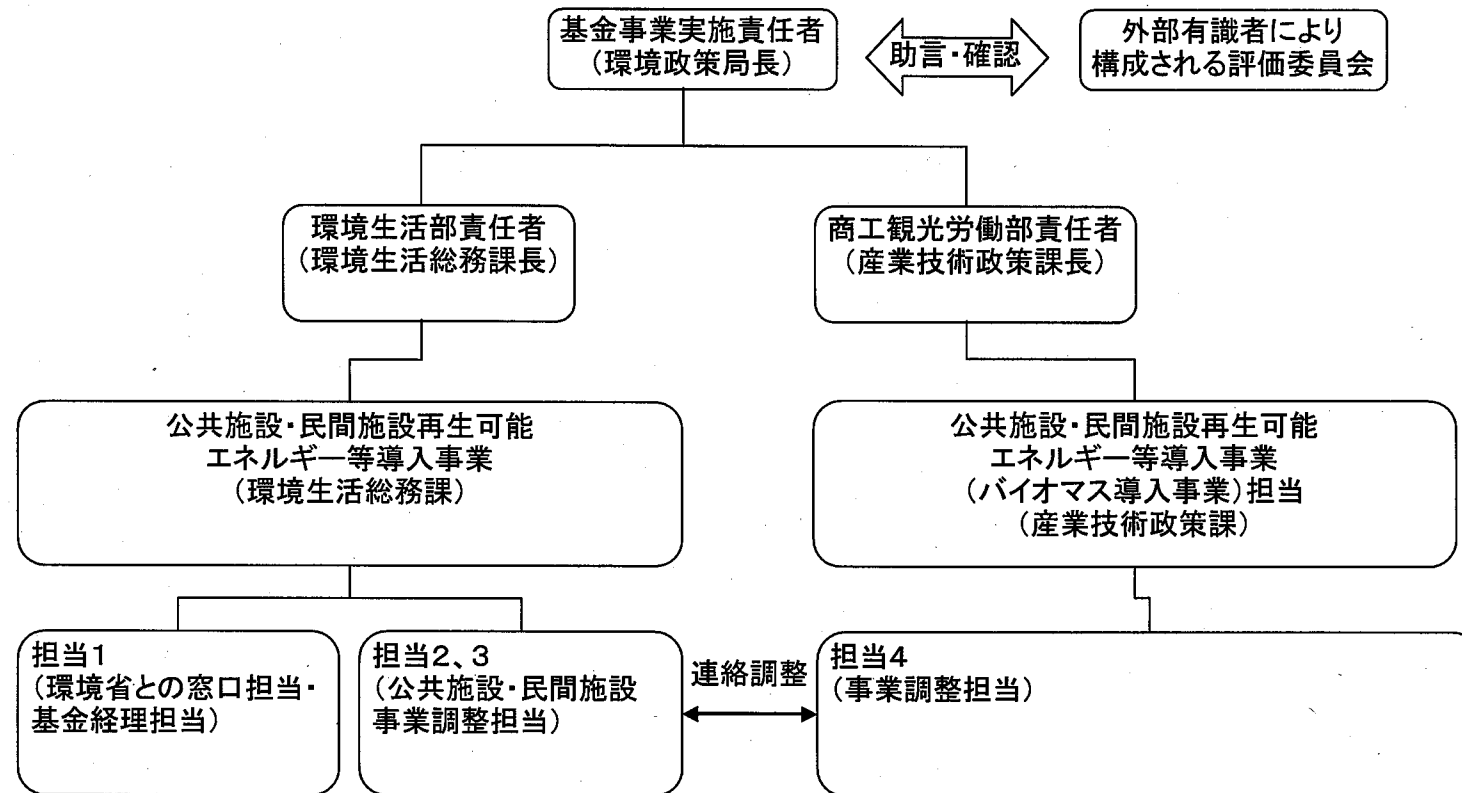 基金事業実施責任者
（環境政策局長）
助言・確認
外部有識者により
構成される評価委員会
環境生活部責任者
（環境生活総務課長）
商工観光労働部責任者
（産業技術政策課長）
公共施設・民間施設再生可能
エネルギー等導入事業
（環境生活総務課）
公共施設・民間施設再生可能
エネルギー等導入事業
（バイオマス導入事業）担当
（産業技術政策課）
担当1
（環境省との窓口担当・
基金経理担当）
担当2、3
（公共施設・民間施設
事業調整担当）
連絡調整
担当4
（事業調整担当）